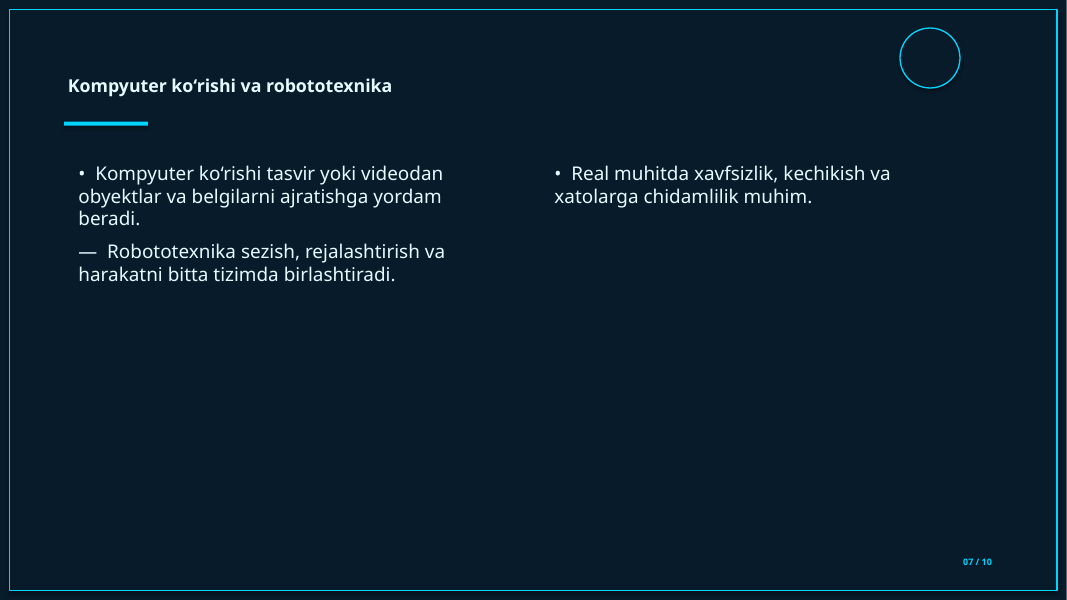 Kompyuter ko‘rishi va robototexnika
• Kompyuter ko‘rishi tasvir yoki videodan
obyektlar va belgilarni ajratishga yordam
beradi.
— Robototexnika sezish, rejalashtirish va
harakatni bitta tizimda birlashtiradi.
• Real muhitda xavfsizlik, kechikish va
xatolarga chidamlilik muhim.
07 / 10